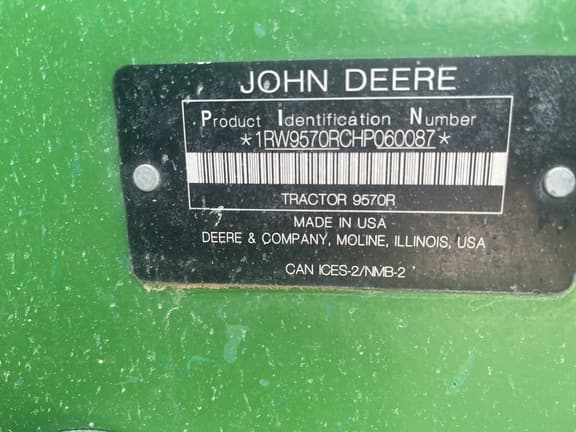 JOHN DEERE
Product Identification Number
*1RW9570RCHP060087*
TRACTOR 9570R
MADE IN USA
DEERE & COMPANY, MOLINE, ILLINOIS, USA
CAN ICES-2/NMB-2